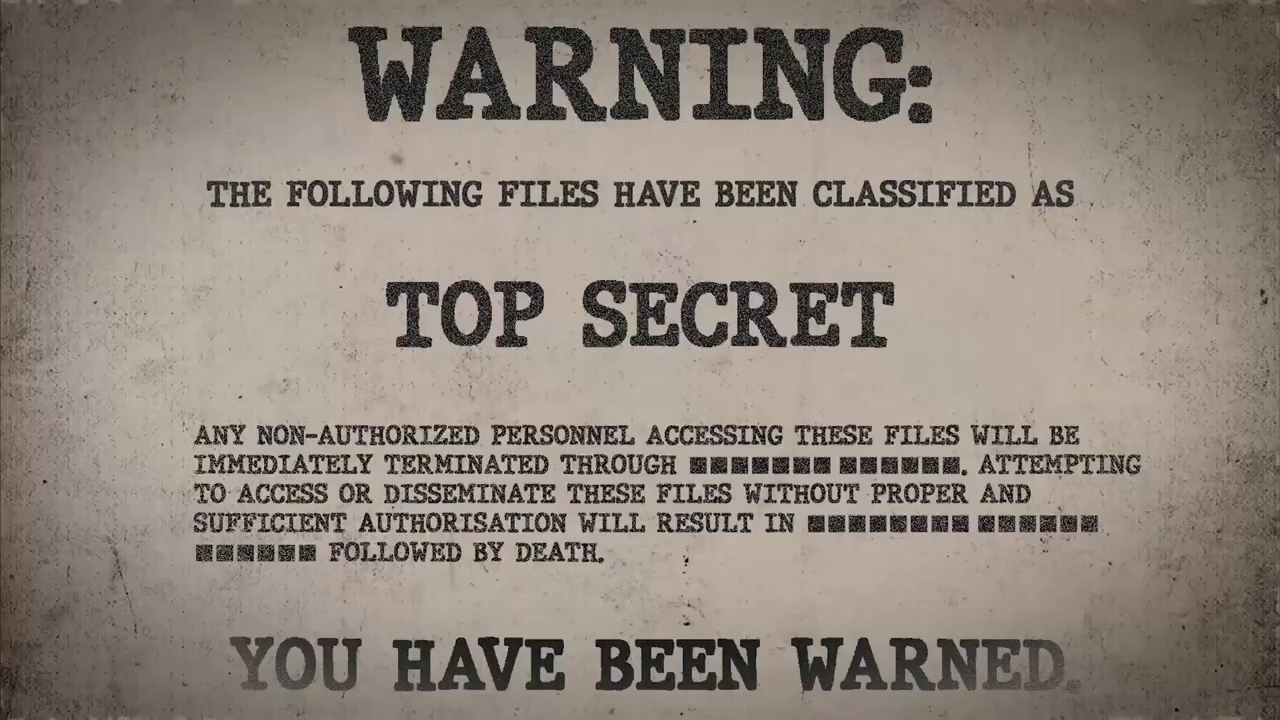 WARNING:
THE FOLLOWING FILES HAVE BEEN CLASSIFIED AS
TOP SECRET
ANY NON-AUTHORIZED PERSONNEL ACCESSING THESE FILES WILL BE
IMMEDIATELY TERMINATED THROUGH ■■■■■■■ ■■■■■■. ATTEMPTING
TO ACCESS OR DISSEMINATE THESE FILES WITHOUT PROPER AND
SUFFICIENT AUTHORISATION WILL RESULT IN ■■■■■■■■ ■■■■■■
■■■■■■ FOLLOWED BY DEATH.
YOU HAVE BEEN WARNED.